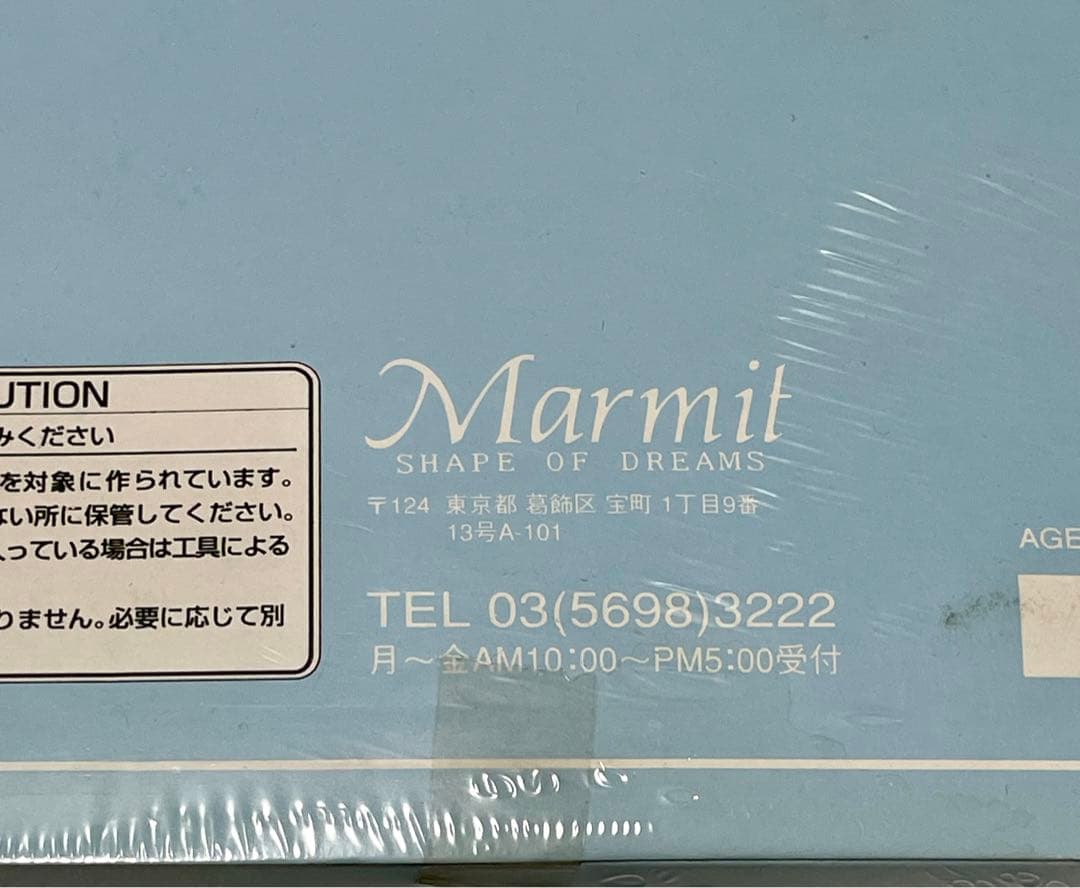 UTION
みください
を対象に作られています。
ない所に保管してください。
入っている場合は工具による
りません。必要に応じて別
Marmit
SHAPE OF DREAMS
〒124 東京都 葛飾区 宝町 1丁目9番
13号A-101
TEL 03(5698)3222
月〜金AM10:00〜PM5:00受付
AGE